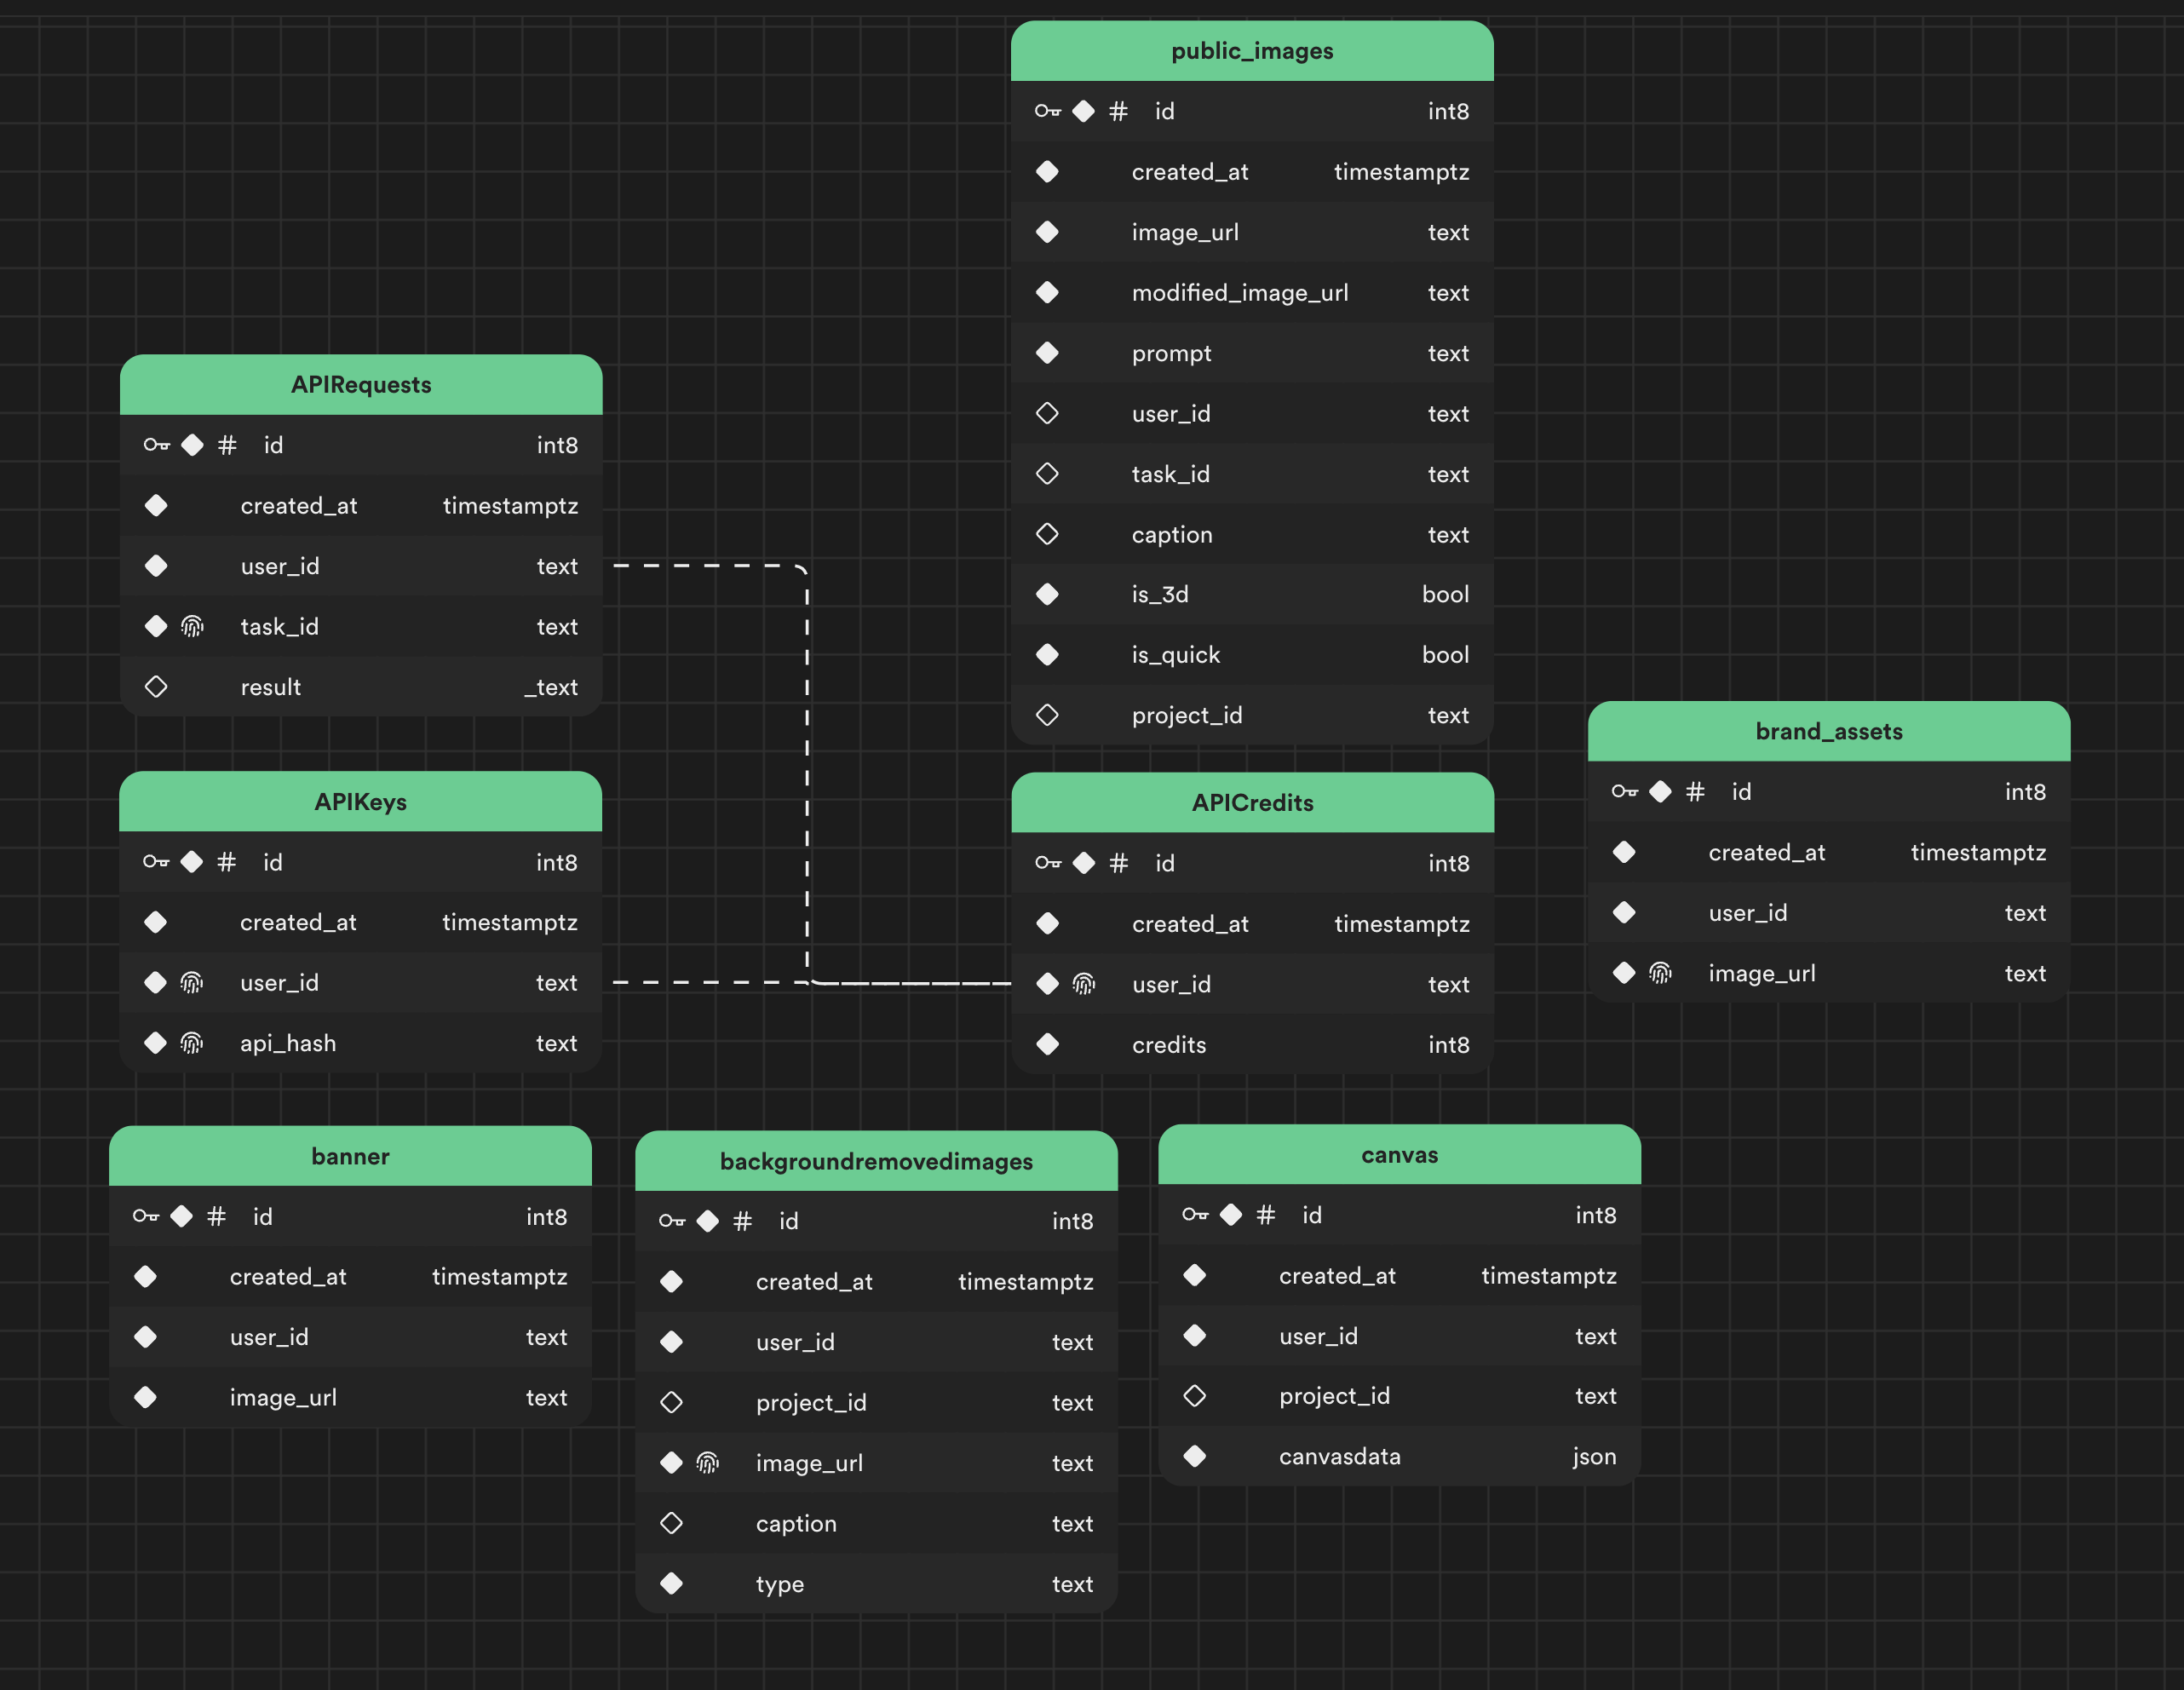 public_images
# id int8
created_at timestamptz
image_url text
modified_image_url text
prompt text
user_id text
task_id text
caption text
is_3d bool
is_quick bool
project_id text
APIRequests
# id int8
created_at timestamptz
user_id text
task_id text
result _text
APIKeys
# id int8
created_at timestamptz
user_id text
api_hash text
APICredits
# id int8
created_at timestamptz
user_id text
credits int8
brand_assets
# id int8
created_at timestamptz
user_id text
image_url text
banner
# id int8
created_at timestamptz
user_id text
image_url text
backgroundremovedimages
# id int8
created_at timestamptz
user_id text
project_id text
image_url text
caption text
type text
canvas
# id int8
created_at timestamptz
user_id text
project_id text
canvasdata json